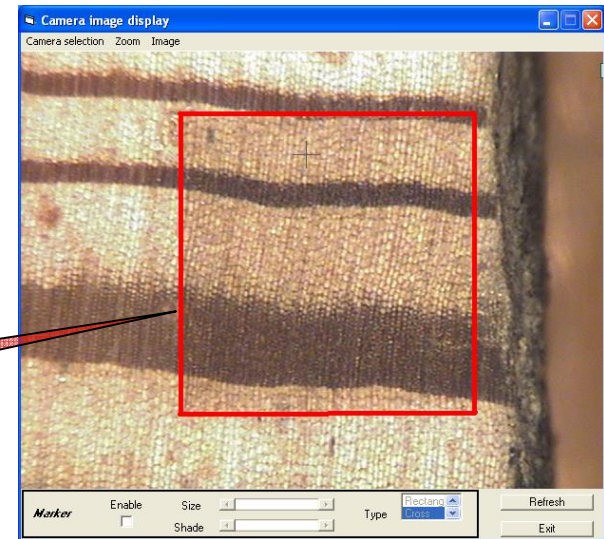 Camera image display
Camera selection Zoom Image
Marker
Enable
Size
Shade
Type
Rectang
Cross
Refresh
Exit